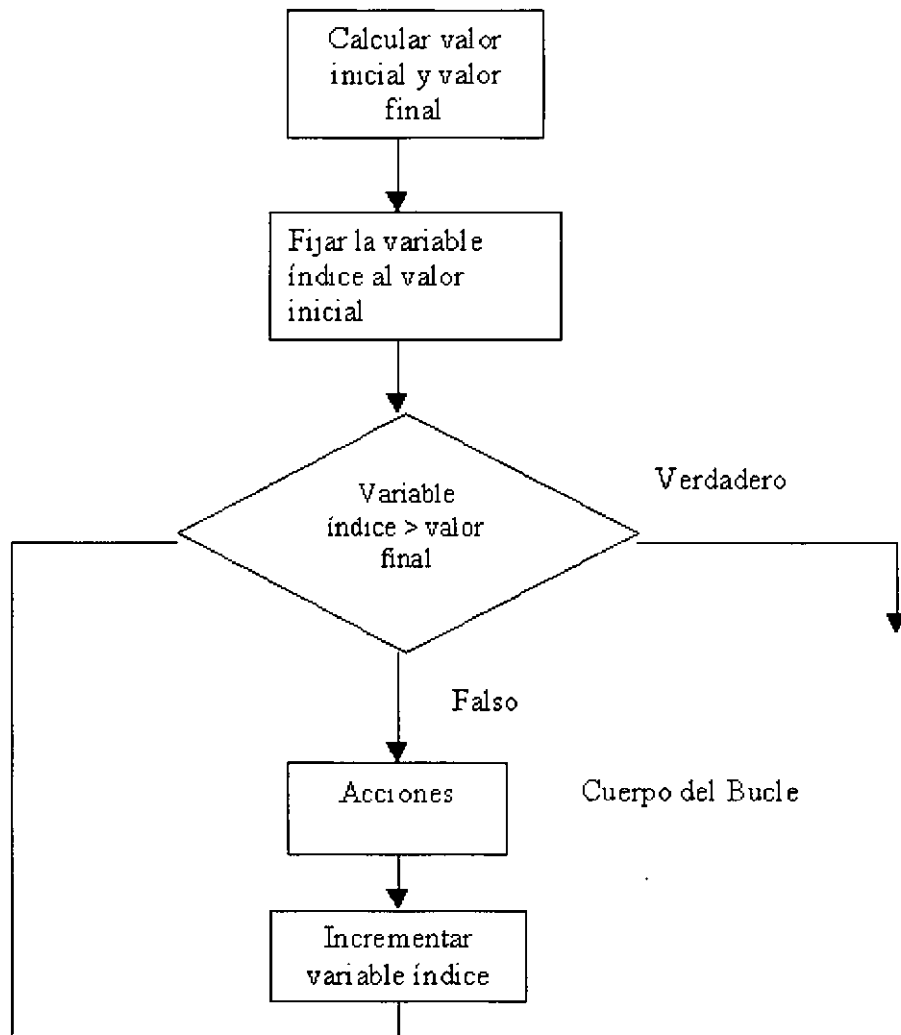 Calcular valor
inicial y valor
final
Fijar la variable
índice al valor
inicial
Variable
índice > valor
final
Verdadero
Falso
Acciones
Cuerpo del Bucle
Incrementar
variable índice